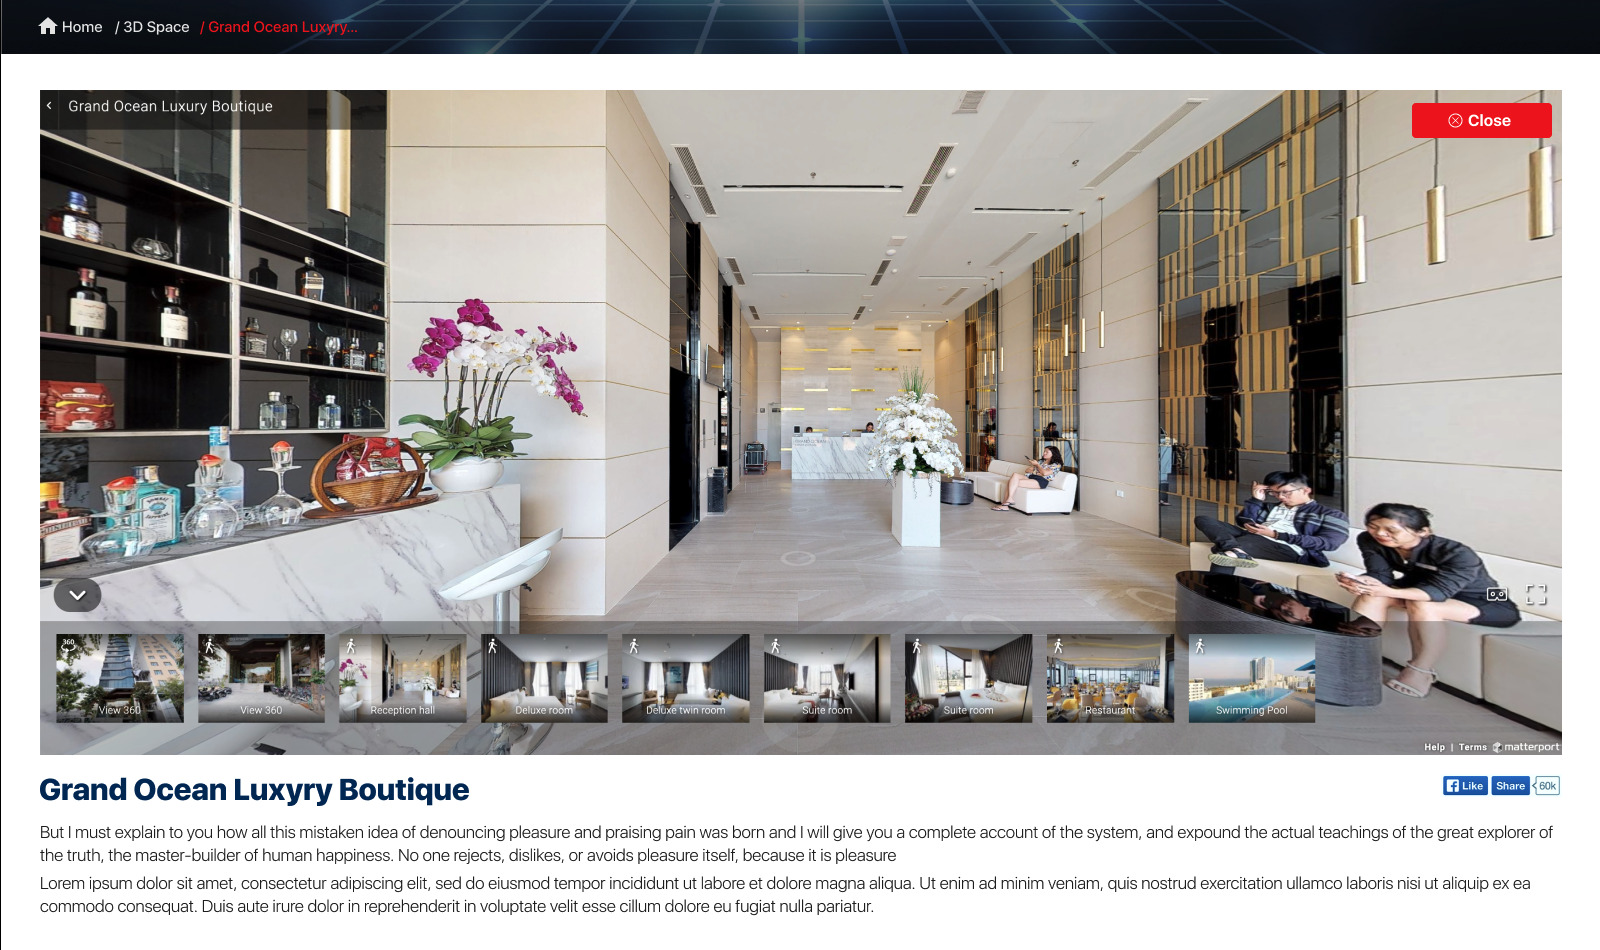 Home / 3D Space / Grand Ocean Luxyry...
Grand Ocean Luxury Boutique
Close
360
View 360
View 360
Reception hall
Deluxe room
Deluxe twin room
Suite room
Suite room
Restaurant
Swimming Pool
Help | Terms matterport
Grand Ocean Luxyry Boutique
Like Share 60k
But I must explain to you how all this mistaken idea of denouncing pleasure and praising pain was born and I will give you a complete account of the system, and expound the actual teachings of the great explorer of
the truth, the master-builder of human happiness. No one rejects, dislikes, or avoids pleasure itself, because it is pleasure
Lorem ipsum dolor sit amet, consectetur adipiscing elit, sed do eiusmod tempor incididunt ut labore et dolore magna aliqua. Ut enim ad minim veniam, quis nostrud exercitation ullamco laboris nisi ut aliquip ex ea
commodo consequat. Duis aute irure dolor in reprehenderit in voluptate velit esse cillum dolore eu fugiat nulla pariatur.